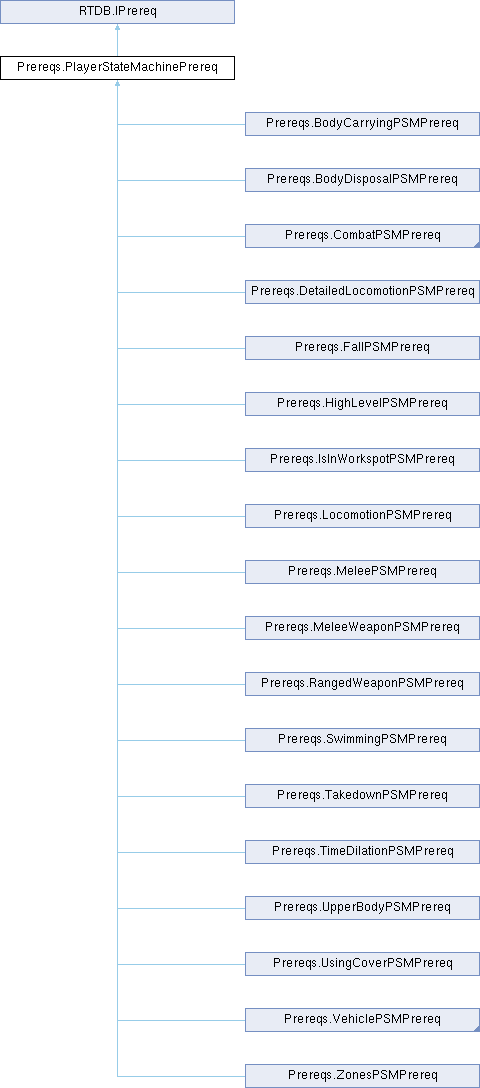 RTDB.IPrereq
Prereqs.PlayerStateMachinePrereq
Prereqs.BodyCarryingPSMPrereq
Prereqs.BodyDisposalPSMPrereq
Prereqs.CombatPSMPrereq
Prereqs.DetailedLocomotionPSMPrereq
Prereqs.FallPSMPrereq
Prereqs.HighLevelPSMPrereq
Prereqs.IsInWorkspotPSMPrereq
Prereqs.LocomotionPSMPrereq
Prereqs.MeleePSMPrereq
Prereqs.MeleeWeaponPSMPrereq
Prereqs.RangedWeaponPSMPrereq
Prereqs.SwimmingPSMPrereq
Prereqs.TakedownPSMPrereq
Prereqs.TimeDilationPSMPrereq
Prereqs.UpperBodyPSMPrereq
Prereqs.UsingCoverPSMPrereq
Prereqs.VehiclePSMPrereq
Prereqs.ZonesPSMPrereq